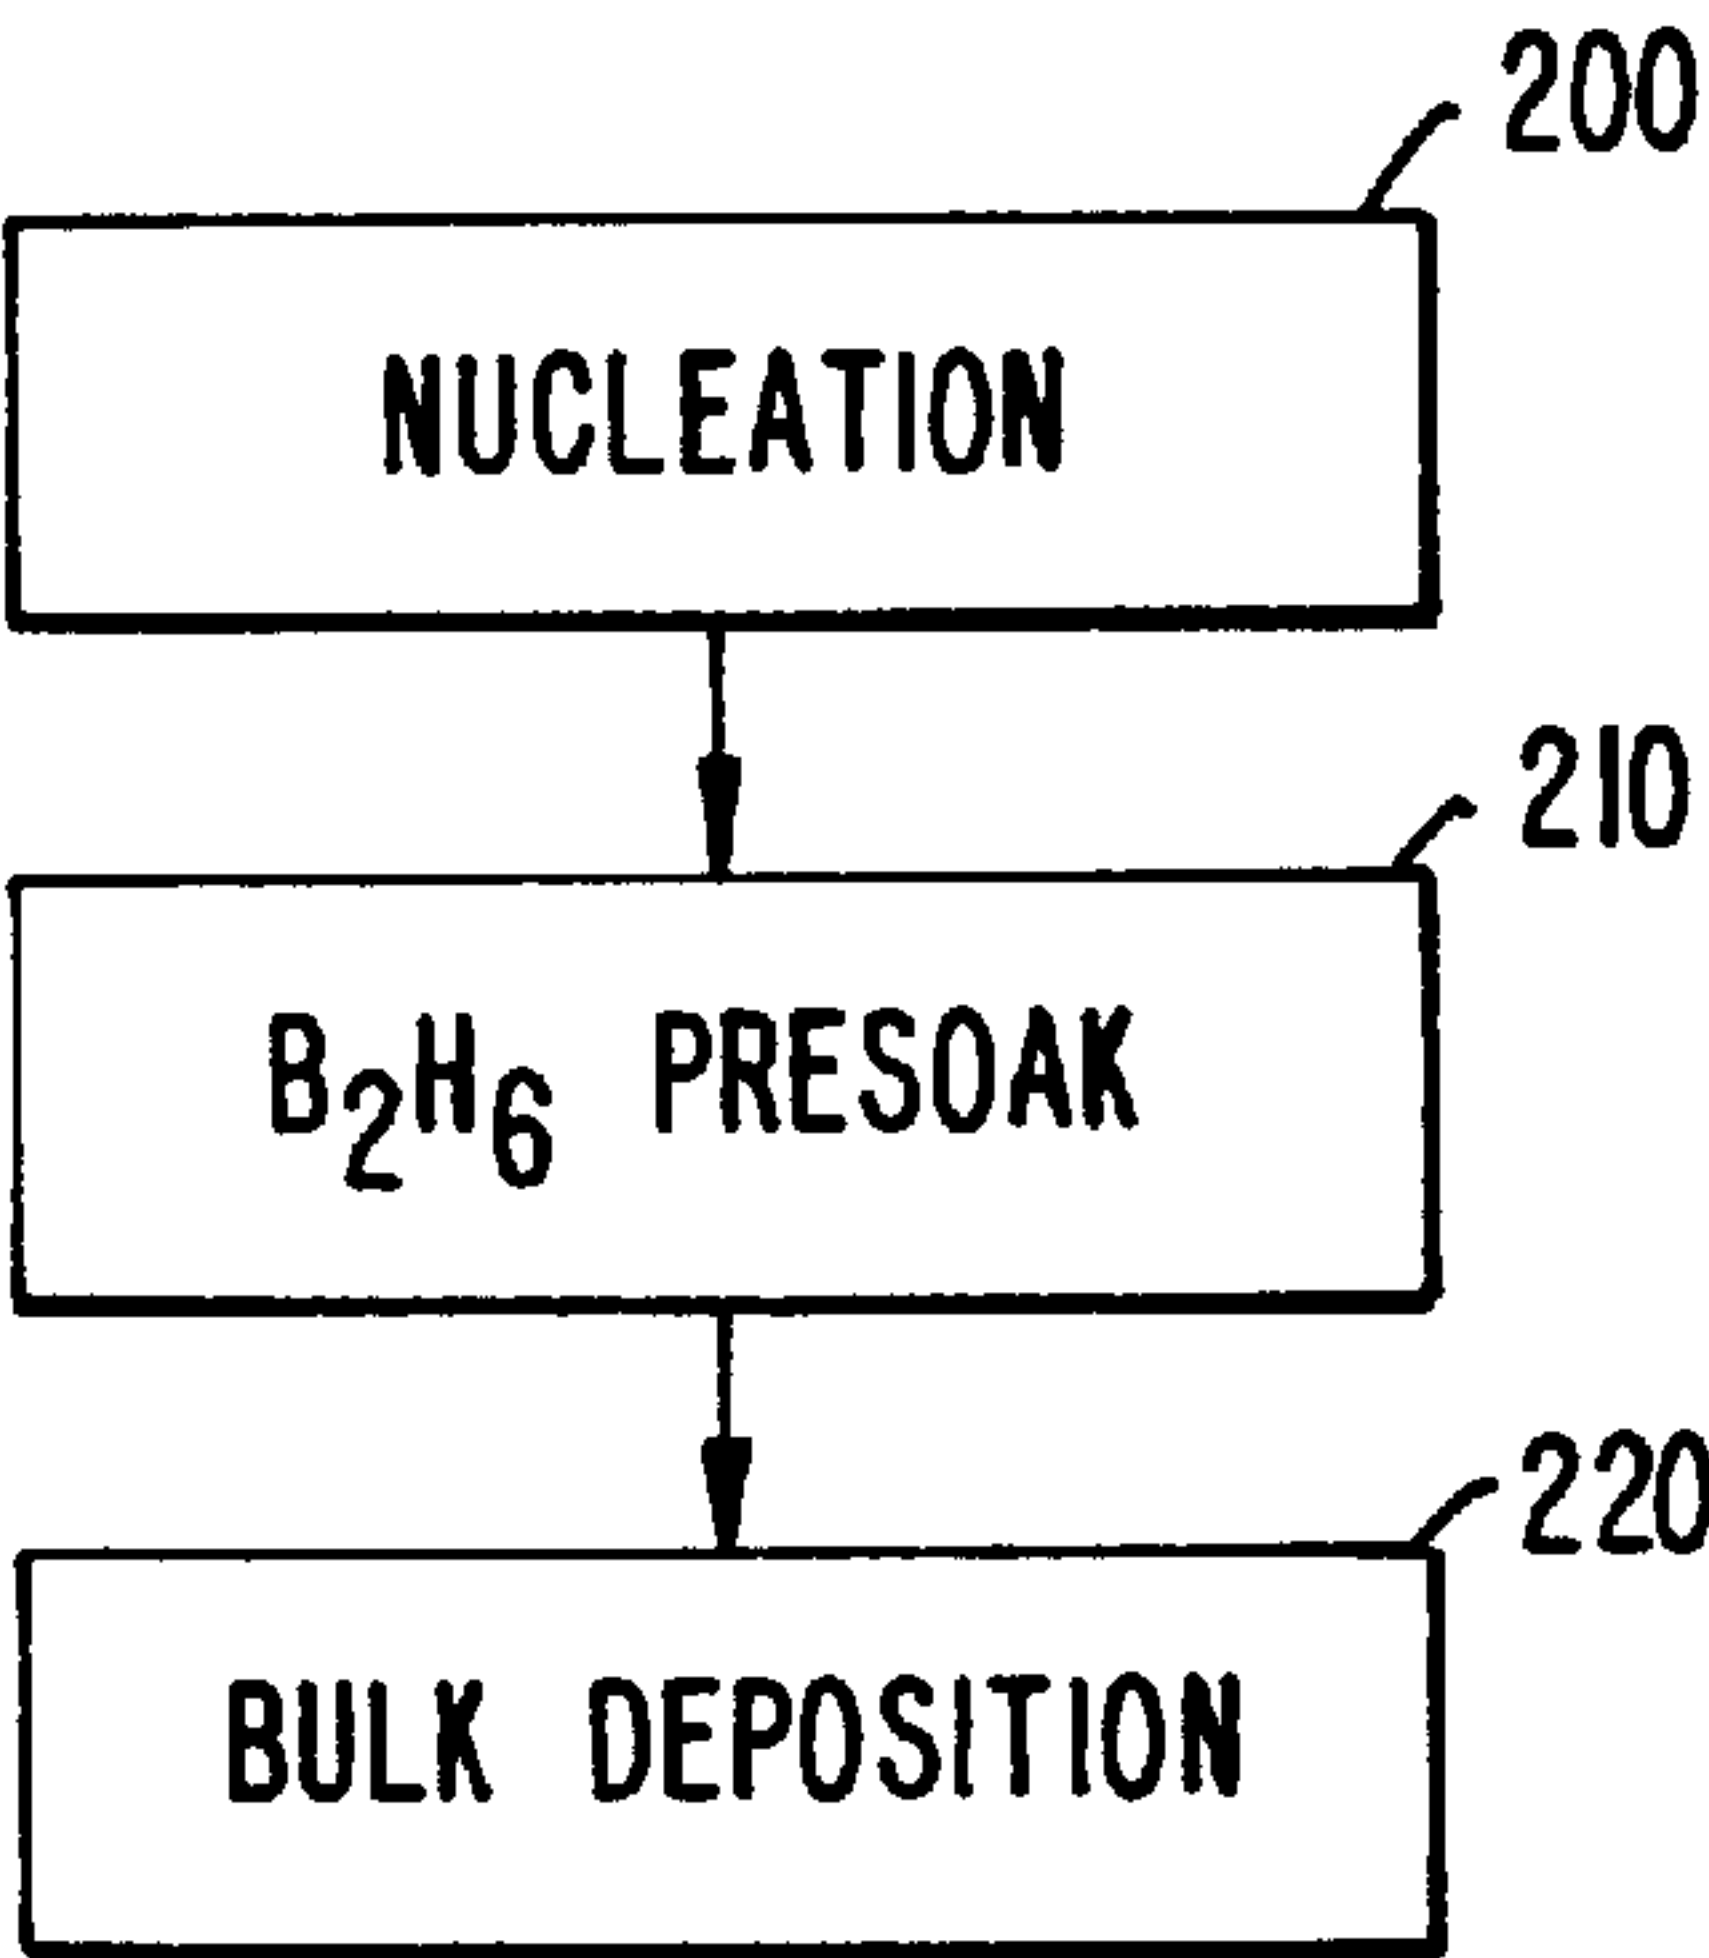 200
NUCLEATION
210
B₂H₆ PRESOAK
220
BULK DEPOSITION